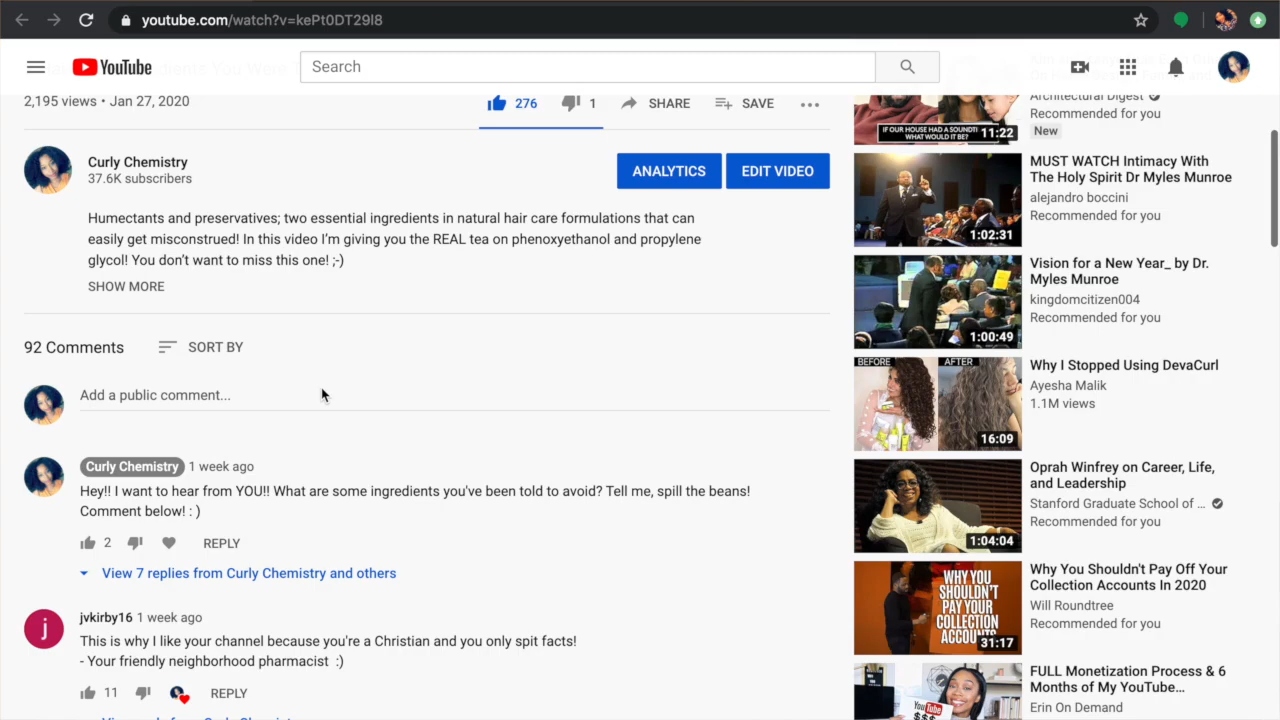 youtube.com/watch?v=kePt0DT29l8
YouTube
Search
2,195 views • Jan 27, 2020
276
1
SHARE
SAVE
Curly Chemistry
37.6K subscribers
ANALYTICS
EDIT VIDEO
Humectants and preservatives; two essential ingredients in natural hair care formulations that can
easily get misconstrued! In this video I’m giving you the REAL tea on phenoxyethanol and propylene
glycol! You don’t want to miss this one! ;-)
SHOW MORE
92 Comments
SORT BY
Add a public comment...
Curly Chemistry 1 week ago
Hey!! I want to hear from YOU!! What are some ingredients you've been told to avoid? Tell me, spill the beans!
Comment below! : )
2
REPLY
View 7 replies from Curly Chemistry and others
j
jvkirby16 1 week ago
This is why I like your channel because you're a Christian and you only spit facts!
- Your friendly neighborhood pharmacist :)
11
REPLY
IF OUR HOUSE HAD A SOUNDTR
WHAT WOULD IT BE?
11:22
Architectural Digest
Recommended for you
New
1:02:31
MUST WATCH Intimacy With
The Holy Spirit Dr Myles Munroe
alejandro boccini
Recommended for you
1:00:49
Vision for a New Year_ by Dr.
Myles Munroe
kingdomcitizen004
Recommended for you
BEFORE
AFTER
16:09
Why I Stopped Using DevaCurl
Ayesha Malik
1.1M views
1:04:04
Oprah Winfrey on Career, Life,
and Leadership
Stanford Graduate School of ...
Recommended for you
WHY YOU
SHOULDN'T
PAY YOUR
COLLECTION
ACCOUNTS
31:17
Why You Shouldn't Pay Off Your
Collection Accounts In 2020
Will Roundtree
Recommended for you
YouTube
$$$
FULL Monetization Process & 6
Months of My YouTube...
Erin On Demand